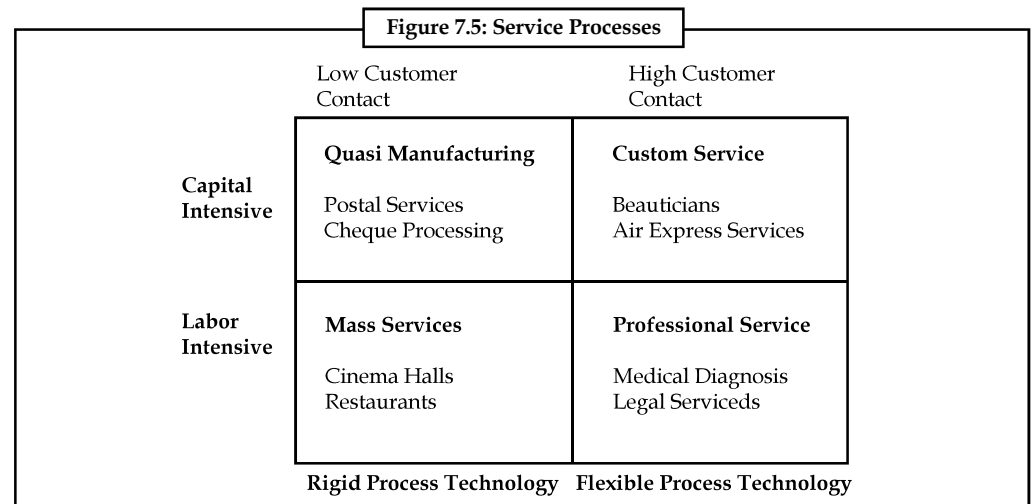 Figure 7.5: Service Processes
Low Customer
Contact
High Customer
Contact
Capital
Intensive
Quasi Manufacturing
Postal Services
Cheque Processing
Custom Service
Beauticians
Air Express Services
Labor
Intensive
Mass Services
Cinema Halls
Restaurants
Professional Service
Medical Diagnosis
Legal Serviceds
Rigid Process Technology
Flexible Process Technology